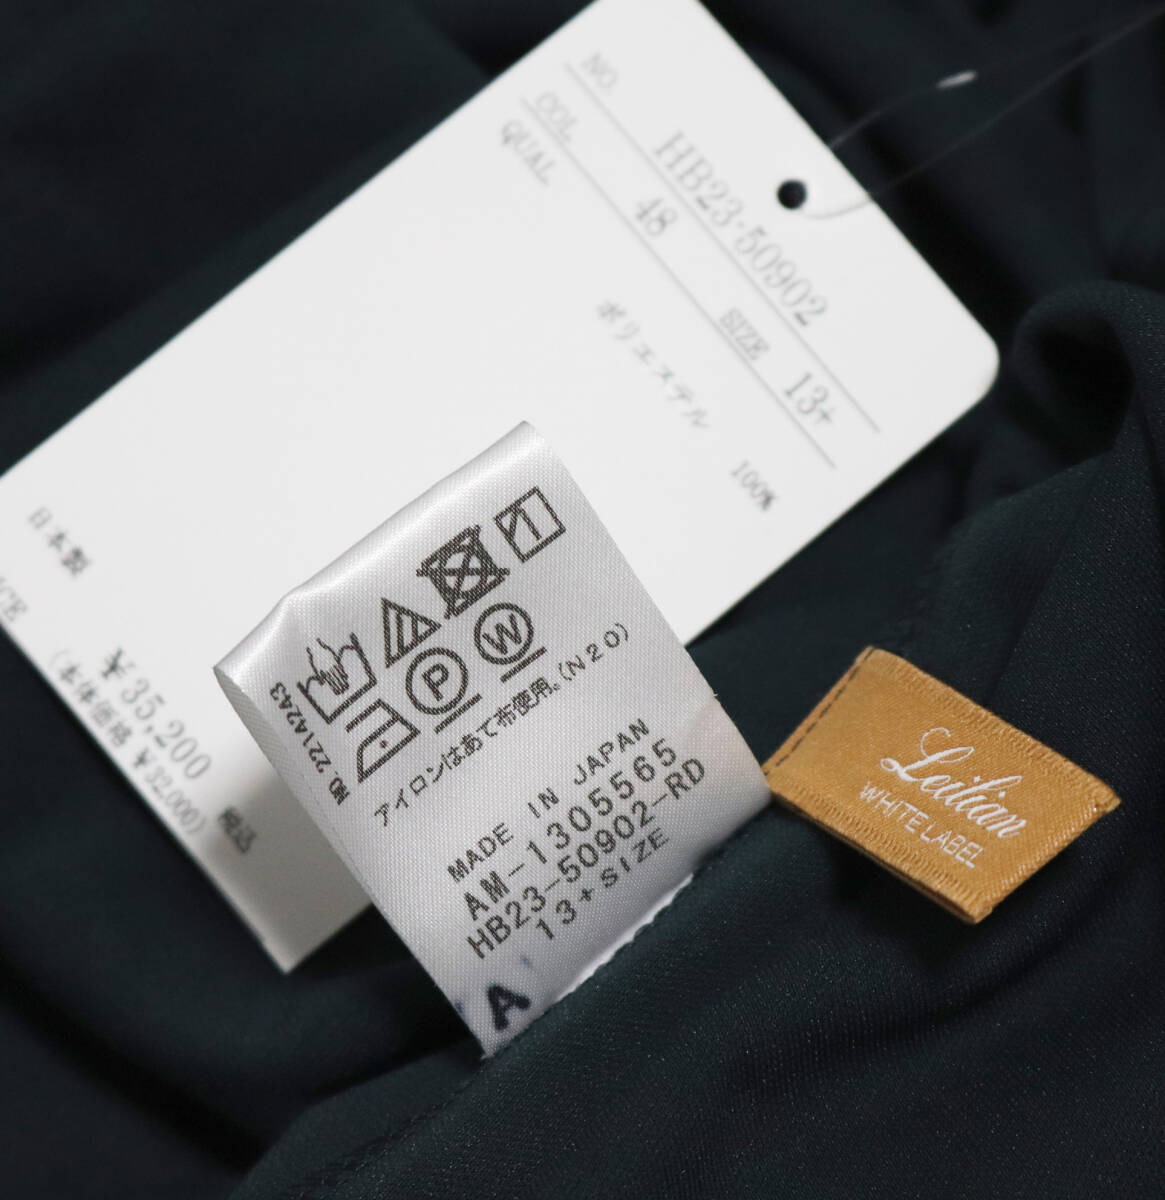 NO. HB23·50902
COL 48 SIZE 13+
QUAL
ポリエステル 100%
日本製
¥35,200 税込
(本体価格 ¥32,000)
NO. 22142243
P
W
アイロンはあて布使用。(N20)
MADE IN JAPAN
AM-1305565
HB23-50902-RD
13+SIZE
A
Leilian
WHITE LABEL